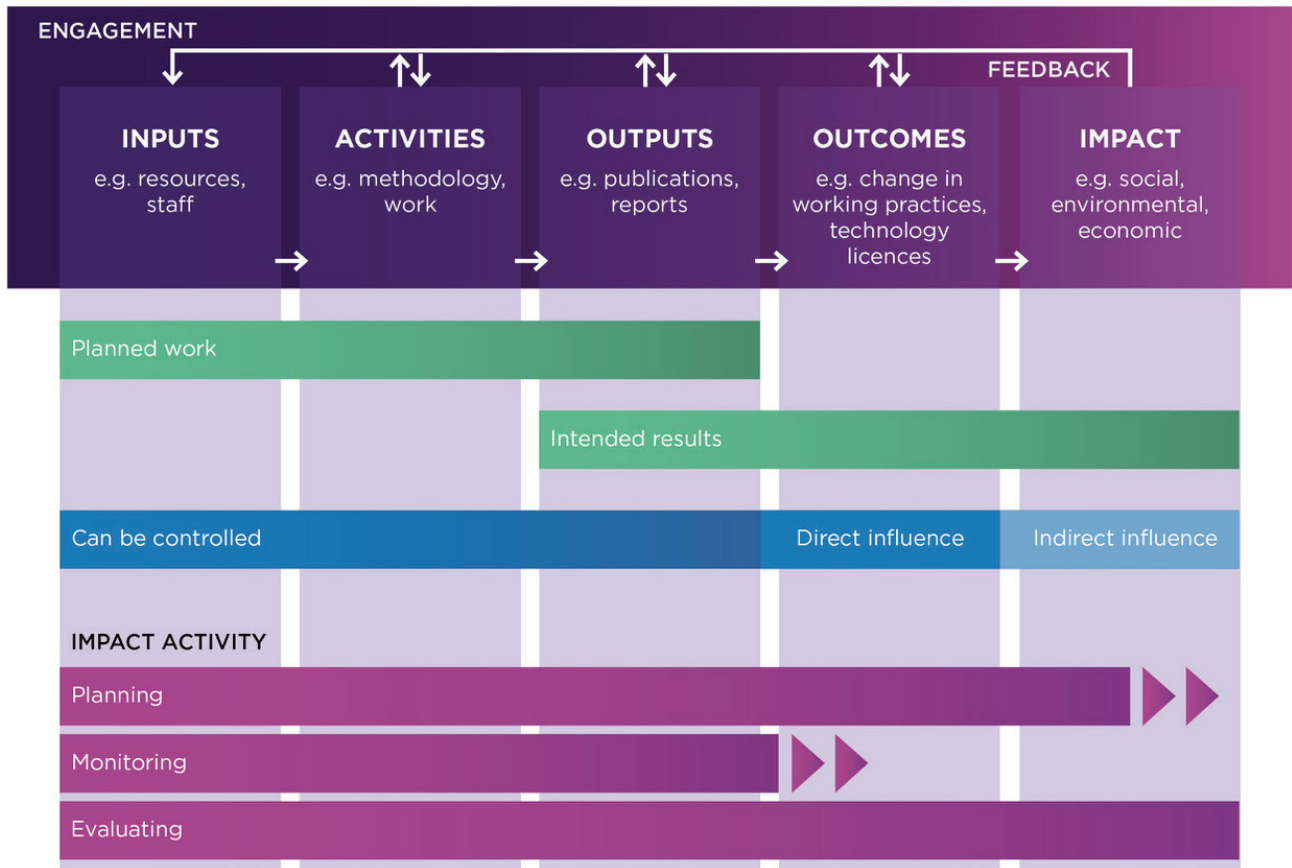 ENGAGEMENT
FEEDBACK
INPUTS
e.g. resources,
staff
ACTIVITIES
e.g. methodology,
work
OUTPUTS
e.g. publications,
reports
OUTCOMES
e.g. change in
working practices,
technology
licences
IMPACT
e.g. social,
environmental,
economic
Planned work
Intended results
Can be controlled
Direct influence
Indirect influence
IMPACT ACTIVITY
Planning
Monitoring
Evaluating